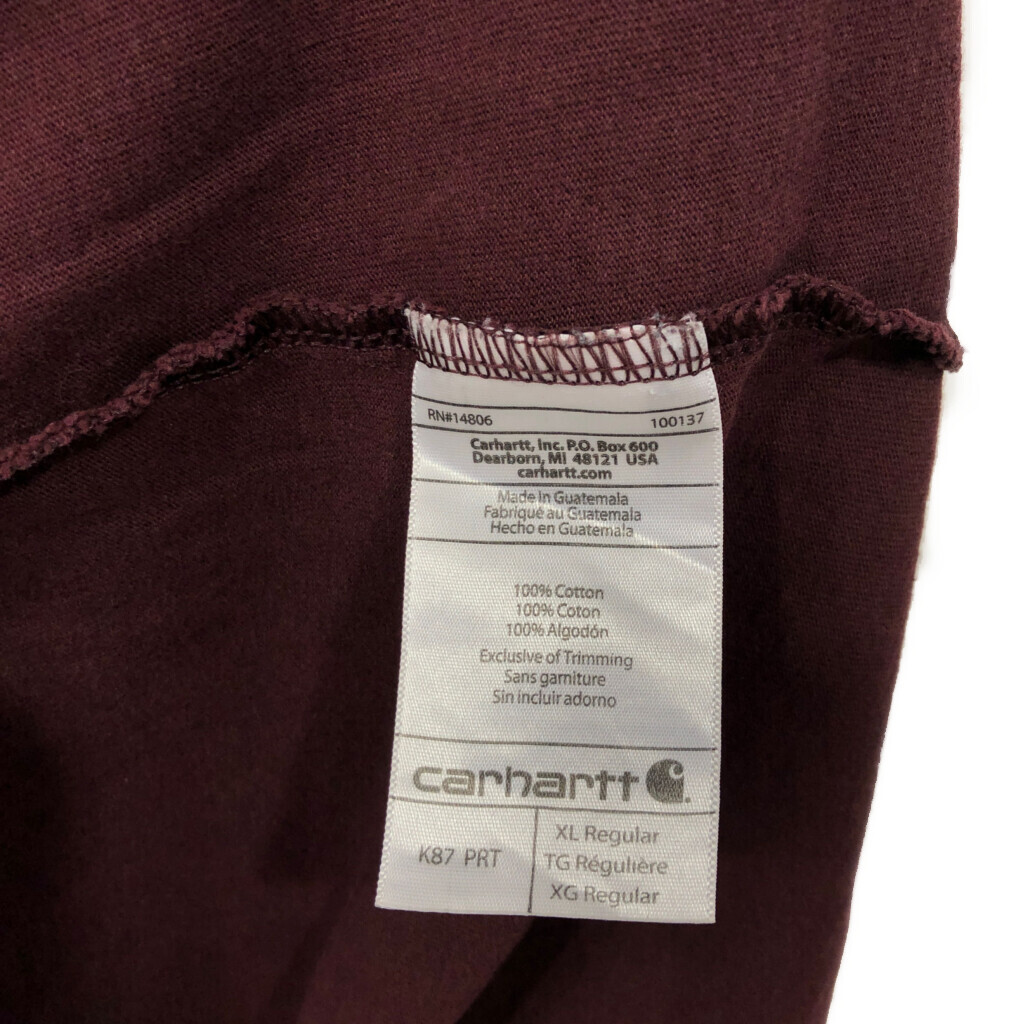 RN#14806 100137
Carhartt, Inc. P.O. Box 600
Dearborn, MI 48121 USA
carhartt.com
Made in Guatemala
Fabriqué au Guatemala
Hecho en Guatemala
100% Cotton
100% Coton
100% Algodón
Exclusive of Trimming
Sans garniture
Sin incluir adorno
carhartt
K87 PRT
XL Regular
TG Régulière
XG Regular